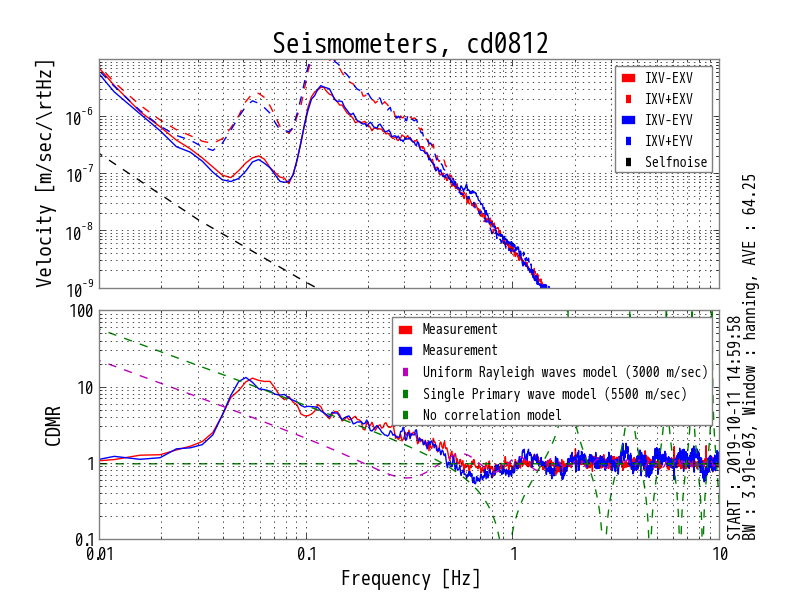 Seismometers, cd0812
Velocity [m/sec/\rtHz]
10-6
10-7
10-8
10-9
IXV-EXV
IXV+EXV
IXV-EYV
IXV+EYV
Selfnoise
CDMR
100
10
1
0.1
Measurement
Measurement
Uniform Rayleigh waves model (3000 m/sec)
Single Primary wave model (5500 m/sec)
No correlation model
0.01
0.1
1
10
Frequency [Hz]
START : 2019-10-11 14:59:58
BW : 3.91e-03, Window : hanning, AVE : 64.25